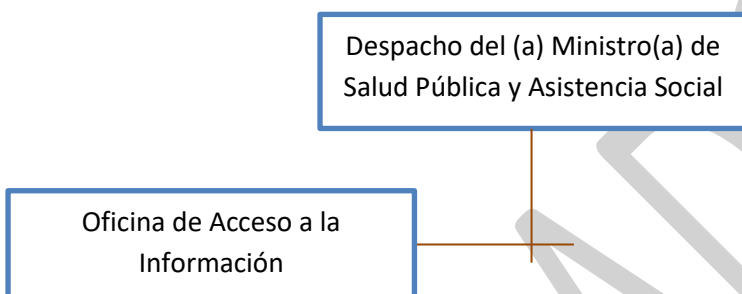 Despacho del (a) Ministro(a) de
Salud Pública y Asistencia Social
Oficina de Acceso a la
Información